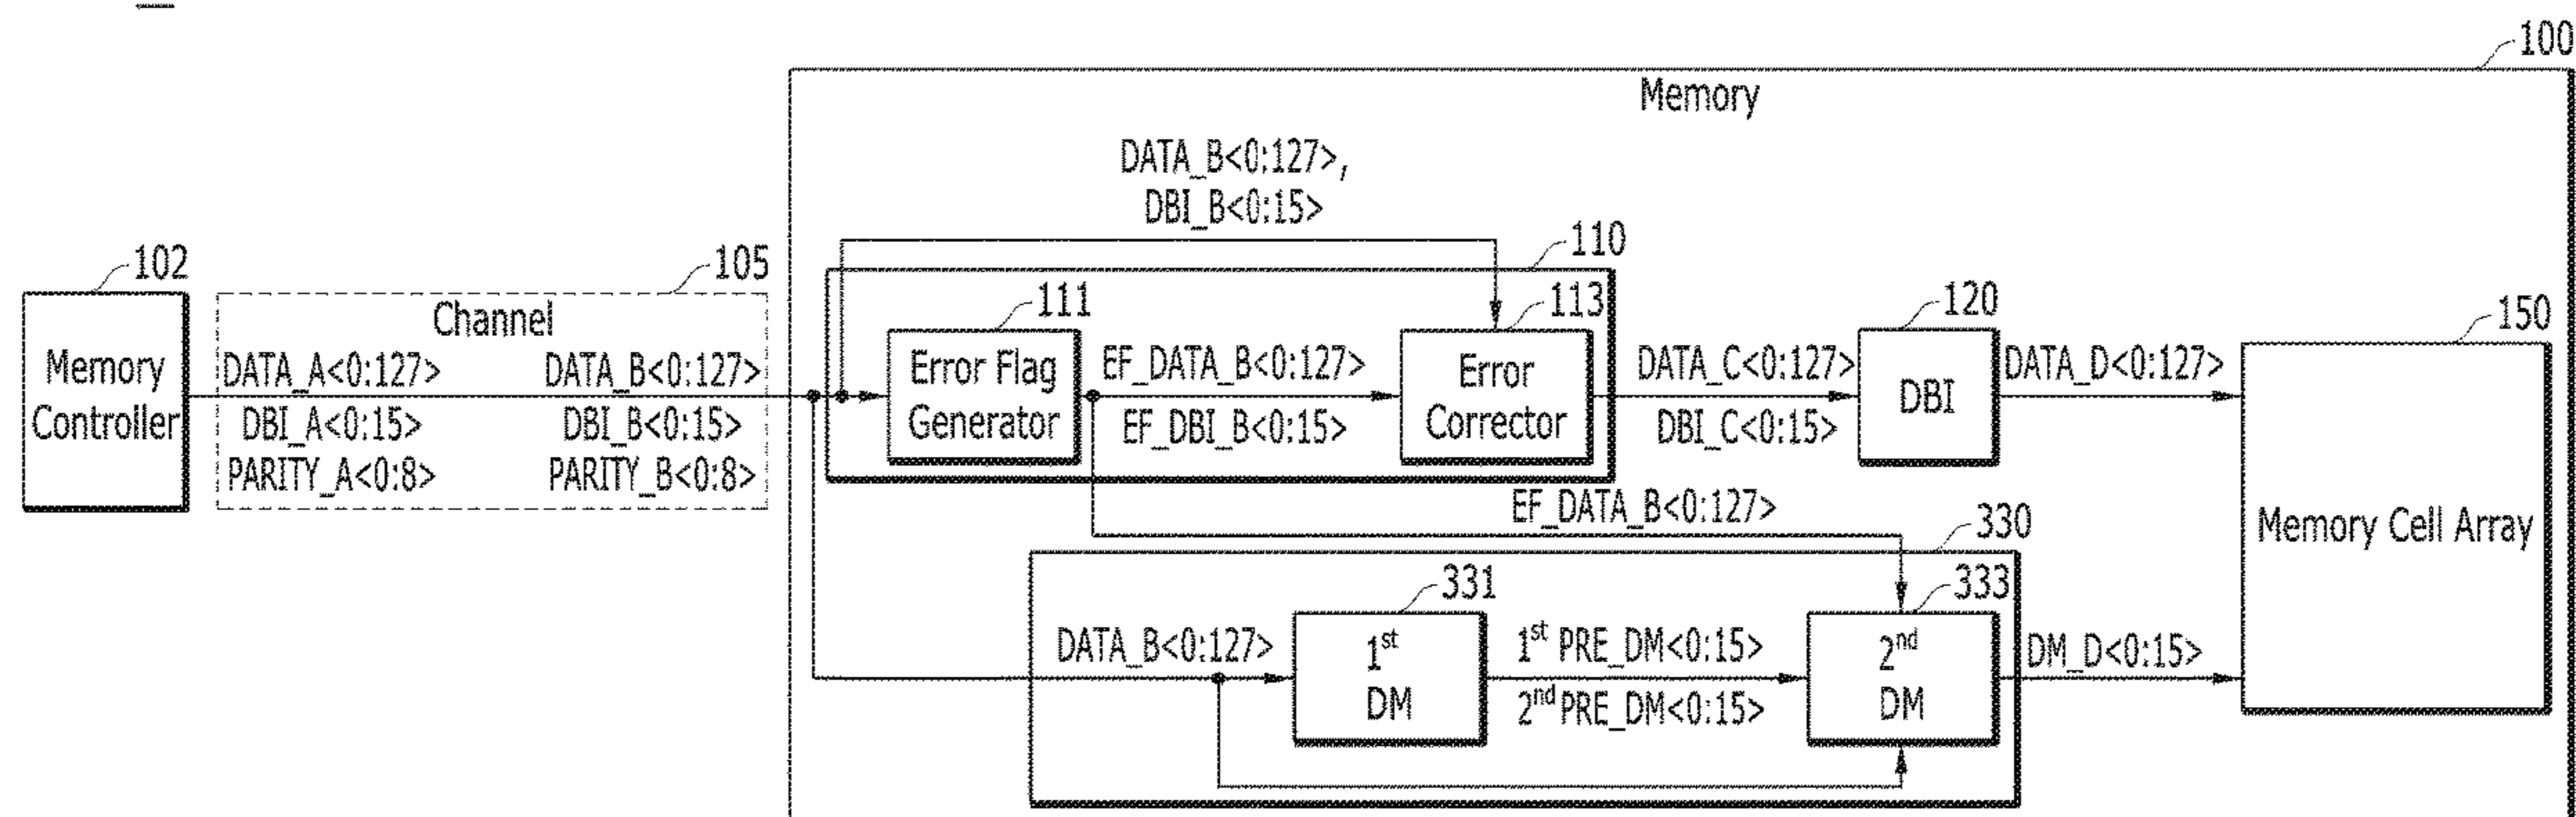 100
Memory
DATA_B<0:127>,
DBI_B<0:15>
102
105
110
Channel
111
113
120
150
Memory
Controller
DATA_A<0:127>
DBI_A<0:15>
PARITY_A<0:8>
DATA_B<0:127>
DBI_B<0:15>
PARITY_B<0:8>
Error Flag
Generator
EF_DATA_B<0:127>
EF_DBI_B<0:15>
Error
Corrector
DATA_C<0:127>
DBI_C<0:15>
DBI
DATA_D<0:127>
Memory Cell Array
EF_DATA_B<0:127>
330
331
333
DATA_B<0:127>
1st
DM
1st PRE_DM<0:15>
2nd PRE_DM<0:15>
2nd
DM
DM_D<0:15>